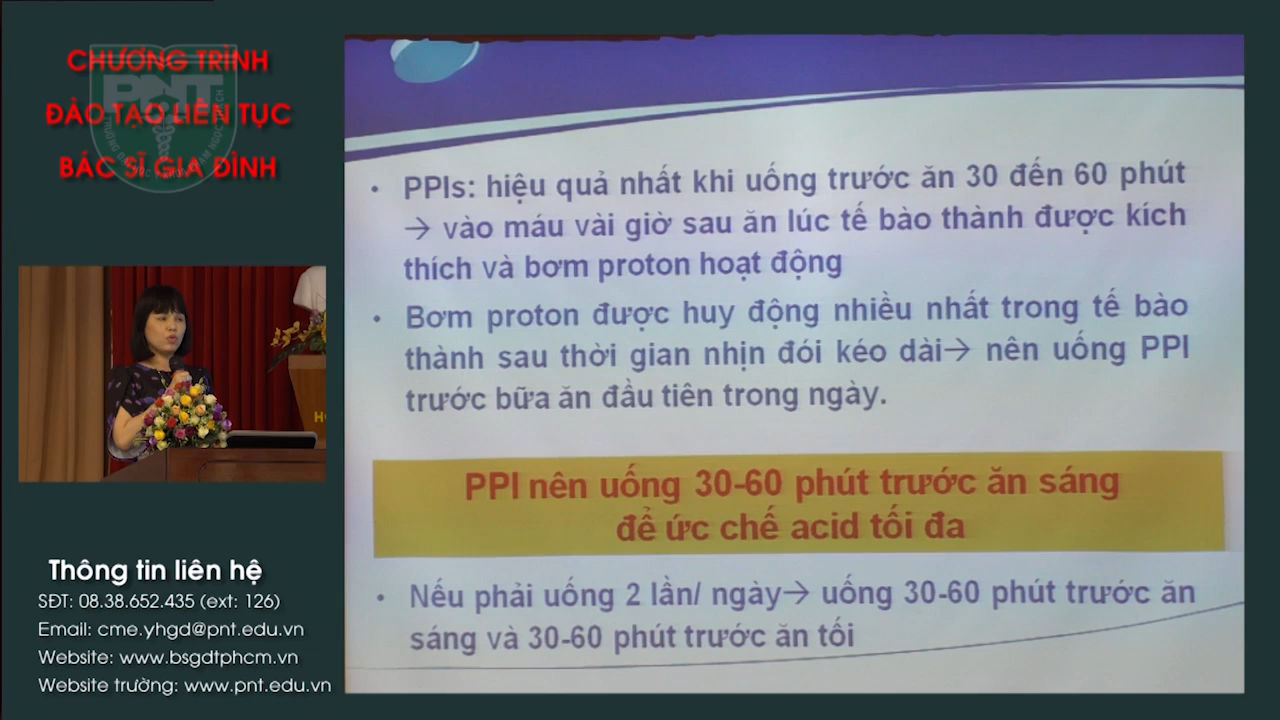 CHƯƠNG TRÌNH
ĐÀO TẠO LIÊN TỤC
BÁC SĨ GIA ĐÌNH
PNT
Thông tin liên hệ
SĐT: 08.38.652.435 (ext: 126)
Email: cme.yhgd@pnt.edu.vn
Website: www.bsgdtphcm.vn
Website trường: www.pnt.edu.vn
• PPIs: hiệu quả nhất khi uống trước ăn 30 đến 60 phút
→ vào máu vài giờ sau ăn lúc tế bào thành được kích
thích và bơm proton hoạt động
• Bơm proton được huy động nhiều nhất trong tế bào
thành sau thời gian nhịn đói kéo dài→ nên uống PPI
trước bữa ăn đầu tiên trong ngày.
PPI nên uống 30-60 phút trước ăn sáng
để ức chế acid tối đa
• Nếu phải uống 2 lần/ ngày→ uống 30-60 phút trước ăn
sáng và 30-60 phút trước ăn tối